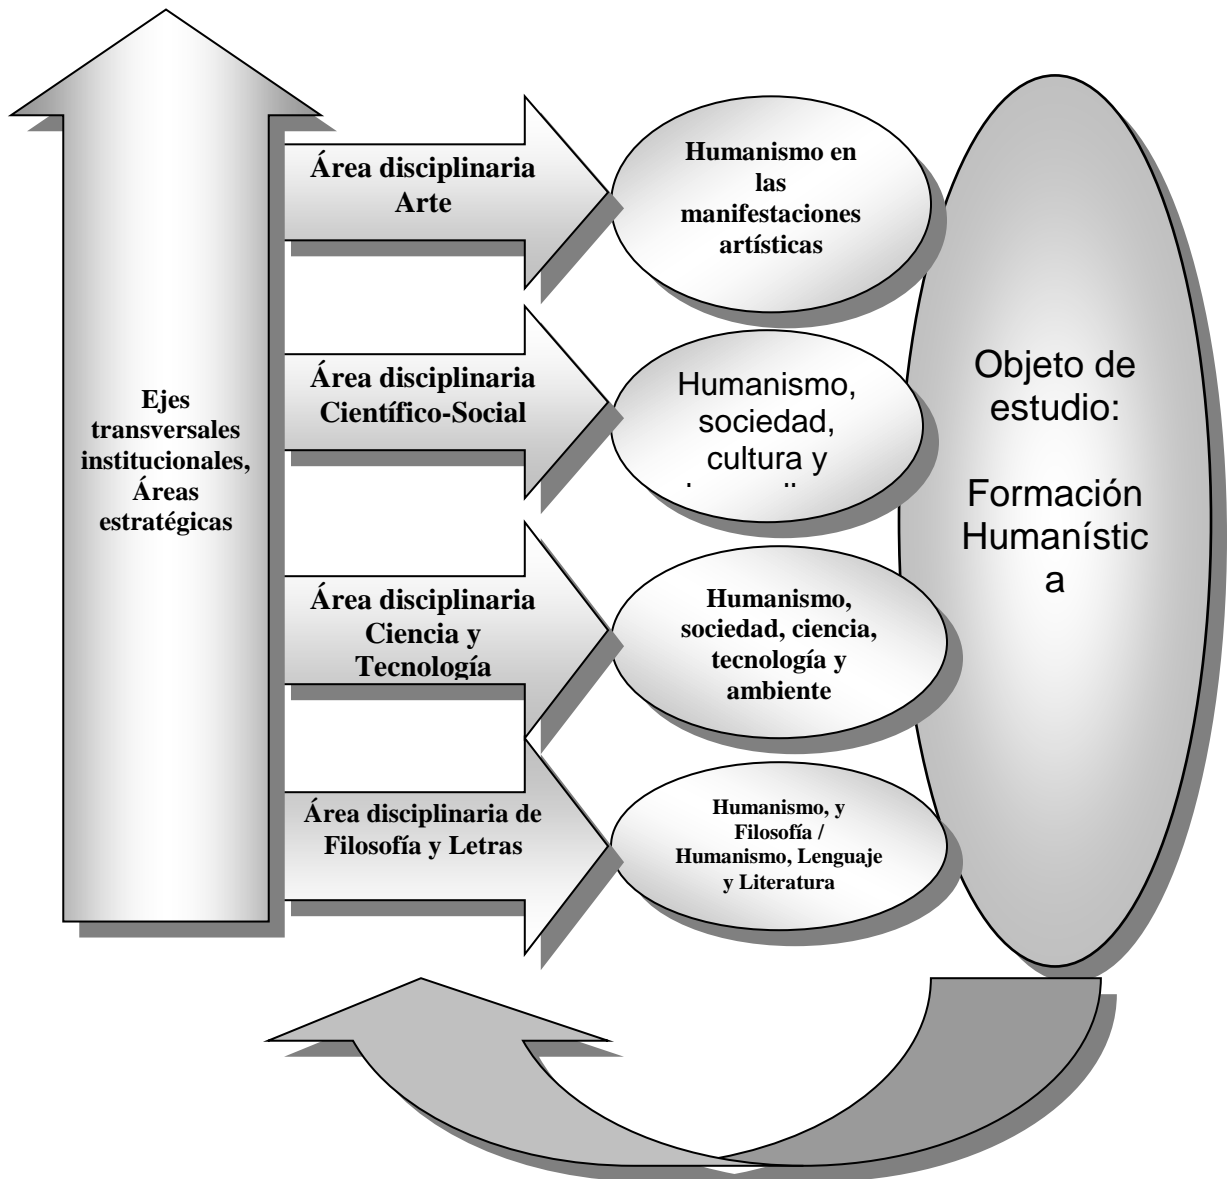 Ejes
transversales
institucionales,
Áreas
estratégicas
Área disciplinaria
Arte
Humanismo en
las
manifestaciones
artísticas
Área disciplinaria
Científico-Social
Humanismo,
sociedad,
cultura y
Área disciplinaria
Ciencia y
Tecnología
Humanismo,
sociedad, ciencia,
tecnología y
ambiente
Área disciplinaria de
Filosofía y Letras
Humanismo, y
Filosofía /
Humanismo, Lenguaje
y Literatura
Objeto de
estudio:
Formación
Humanístic
a